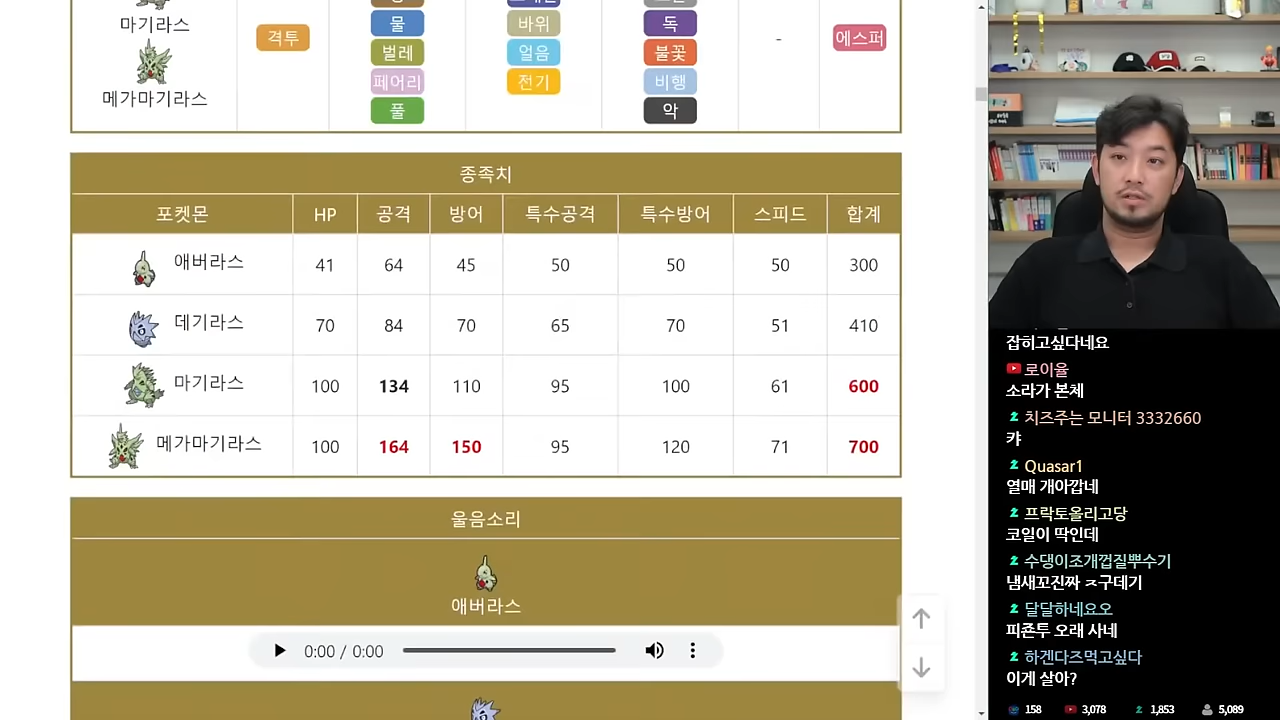 마기라스
메가마기라스
격투
물
벌레
페어리
풀
바위
얼음
전기
독
불꽃
비행
악
-
에스퍼
종족치
포켓몬 HP 공격 방어 특수공격 특수방어 스피드 합계
애버라스 41 64 45 50 50 50 300
데기라스 70 84 70 65 70 51 410
마기라스 100 134 110 95 100 61 600
메가마기라스 100 164 150 95 120 71 700
울음소리
애버라스
0:00 / 0:00
잡히고싶다네요
로이율
소라가 본체
치즈주는 모니터 3332660
캬
Quasar1
열매 개아깝네
프락토올리고당
코일이 딱인데
수댕이조개껍질뿌수기
냄새꼬진짜 ㅈ구데기
달달하네요오
피죤투 오래 사네
하겐다즈먹고싶다
이게 살아?
158 3,078 1,853 5,089